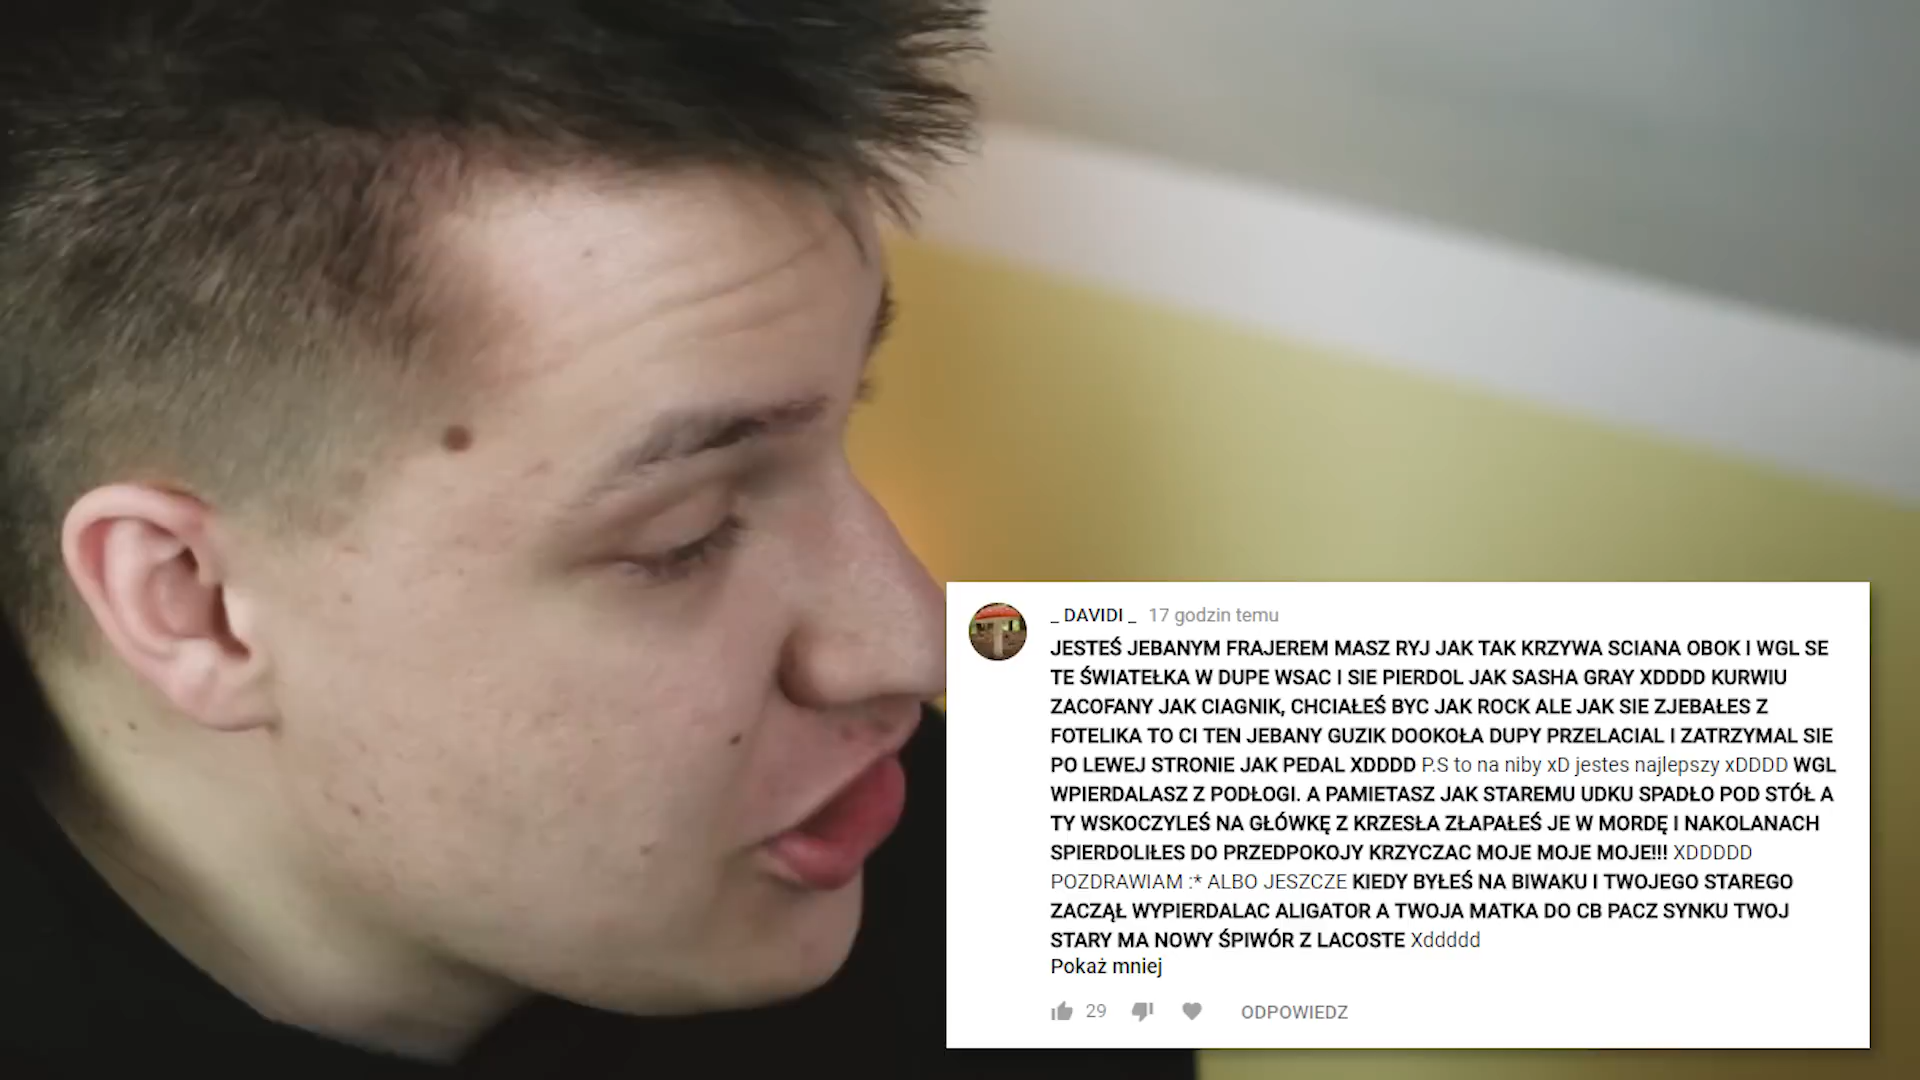 _ DAVIDI _ 17 godzin temu
JESTEŚ JEBANYM FRAJEREM MASZ RYJ JAK TAK KRZYWA SCIANA OBOK I WGL SE
TE ŚWIATEŁKA W DUPE WSAC I SIE PIERDOL JAK SASHA GRAY XDDDD KURWIU
ZACOFANY JAK CIAGNIK, CHCIAŁEŚ BYC JAK ROCK ALE JAK SIE ZJEBAŁES Z
FOTELIKA TO CI TEN JEBANY GUZIK DOOKOŁA DUPY PRZELACIAL I ZATRZYMAL SIE
PO LEWEJ STRONIE JAK PEDAL XDDDD P.S to na niby xD jestes najlepszy xDDDD WGL
WPIERDALASZ Z PODŁOGI. A PAMIETASZ JAK STAREMU UDKU SPADŁO POD STÓŁ A
TY WSKOCZYLEŚ NA GŁÓWKĘ Z KRZESŁA ZŁAPAŁEŚ JE W MORDĘ I NAKOLANACH
SPIERDOLIŁES DO PRZEDPOKOJY KRZYCZAC MOJE MOJE MOJE!!! XDDDDD
POZDRAWIAM :* ALBO JESZCZE KIEDY BYŁEŚ NA BIWAKU I TWOJEGO STAREGO
ZACZĄŁ WYPIERDALAC ALIGATOR A TWOJA MATKA DO CB PACZ SYNKU TWOJ
STARY MA NOWY ŚPIWÓR Z LACOSTE Xddddd
Pokaż mniej
29 ODPOWIEDZ